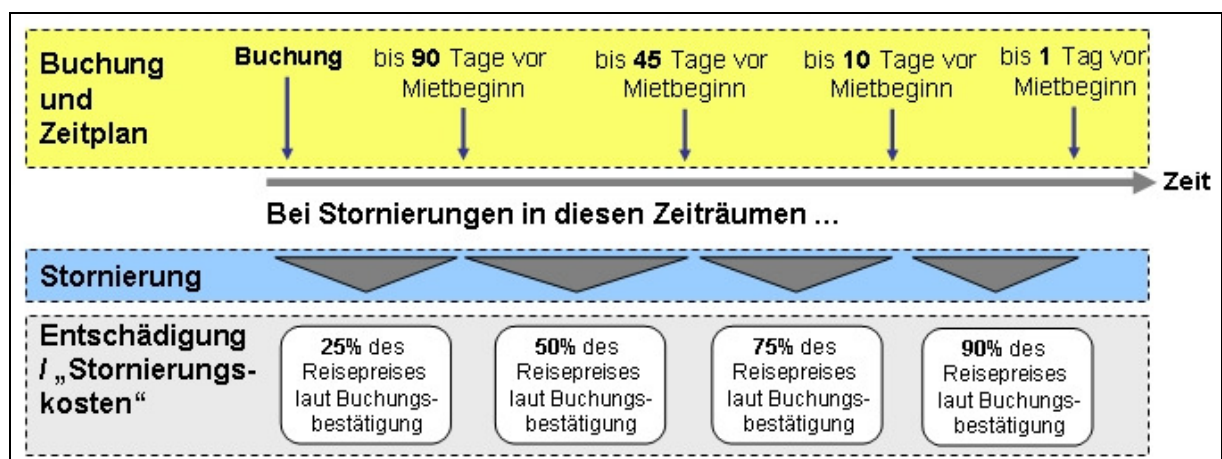 Buchung
und
Zeitplan
Buchung
bis 90 Tage vor
Mietbeginn
bis 45 Tage vor
Mietbeginn
bis 10 Tage vor
Mietbeginn
bis 1 Tag vor
Mietbeginn
Zeit
Bei Stornierungen in diesen Zeiträumen ...
Stornierung
Entschädigung
/ „Stornierungs-
kosten“
25% des
Reisepreises
laut Buchungs-
bestätigung
50% des
Reisepreises
laut Buchungs-
bestätigung
75% des
Reisepreises
laut Buchungs-
bestätigung
90% des
Reisepreises
laut Buchungs-
bestätigung